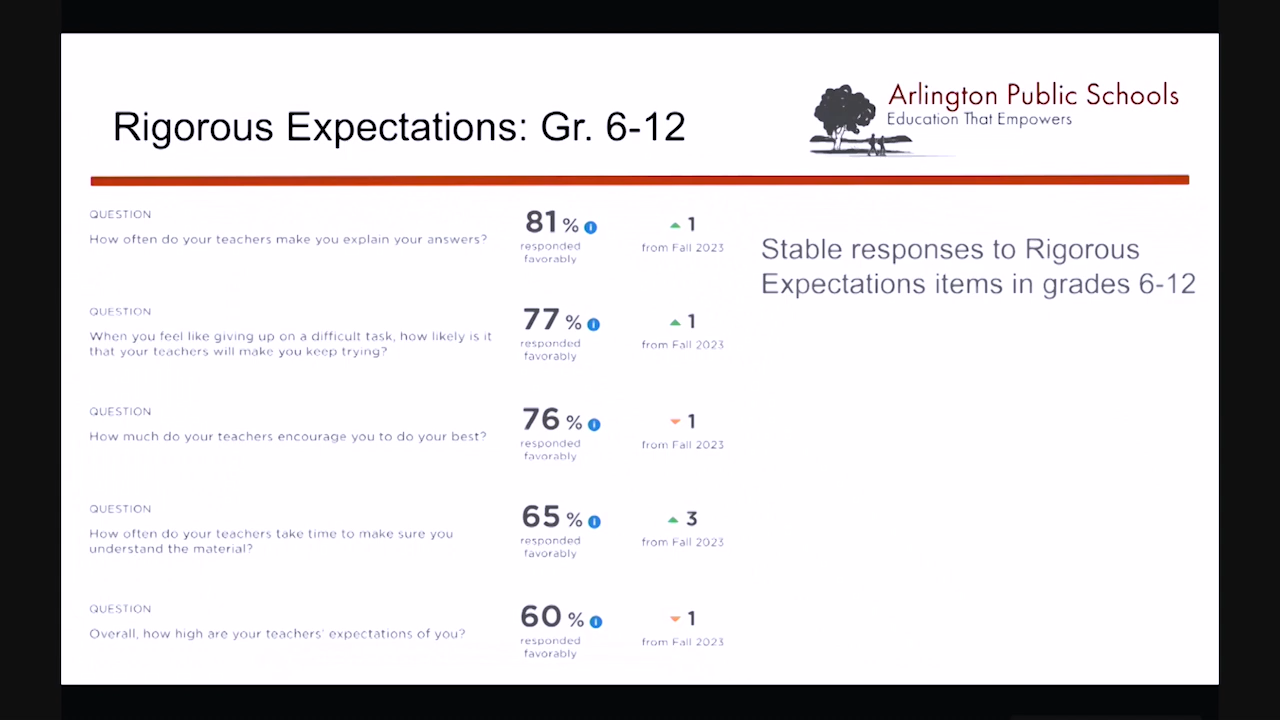 Rigorous Expectations: Gr. 6-12
Arlington Public Schools
Education That Empowers
QUESTION
How often do your teachers make you explain your answers?
81 % i
responded
favorably
▲ 1
from Fall 2023
QUESTION
When you feel like giving up on a difficult task, how likely is it
that your teachers will make you keep trying?
77 % i
responded
favorably
▲ 1
from Fall 2023
QUESTION
How much do your teachers encourage you to do your best?
76 % i
responded
favorably
▼ 1
from Fall 2023
QUESTION
How often do your teachers take time to make sure you
understand the material?
65 % i
responded
favorably
▲ 3
from Fall 2023
QUESTION
Overall, how high are your teachers' expectations of you?
60 % i
responded
favorably
▼ 1
from Fall 2023
Stable responses to Rigorous
Expectations items in grades 6-12